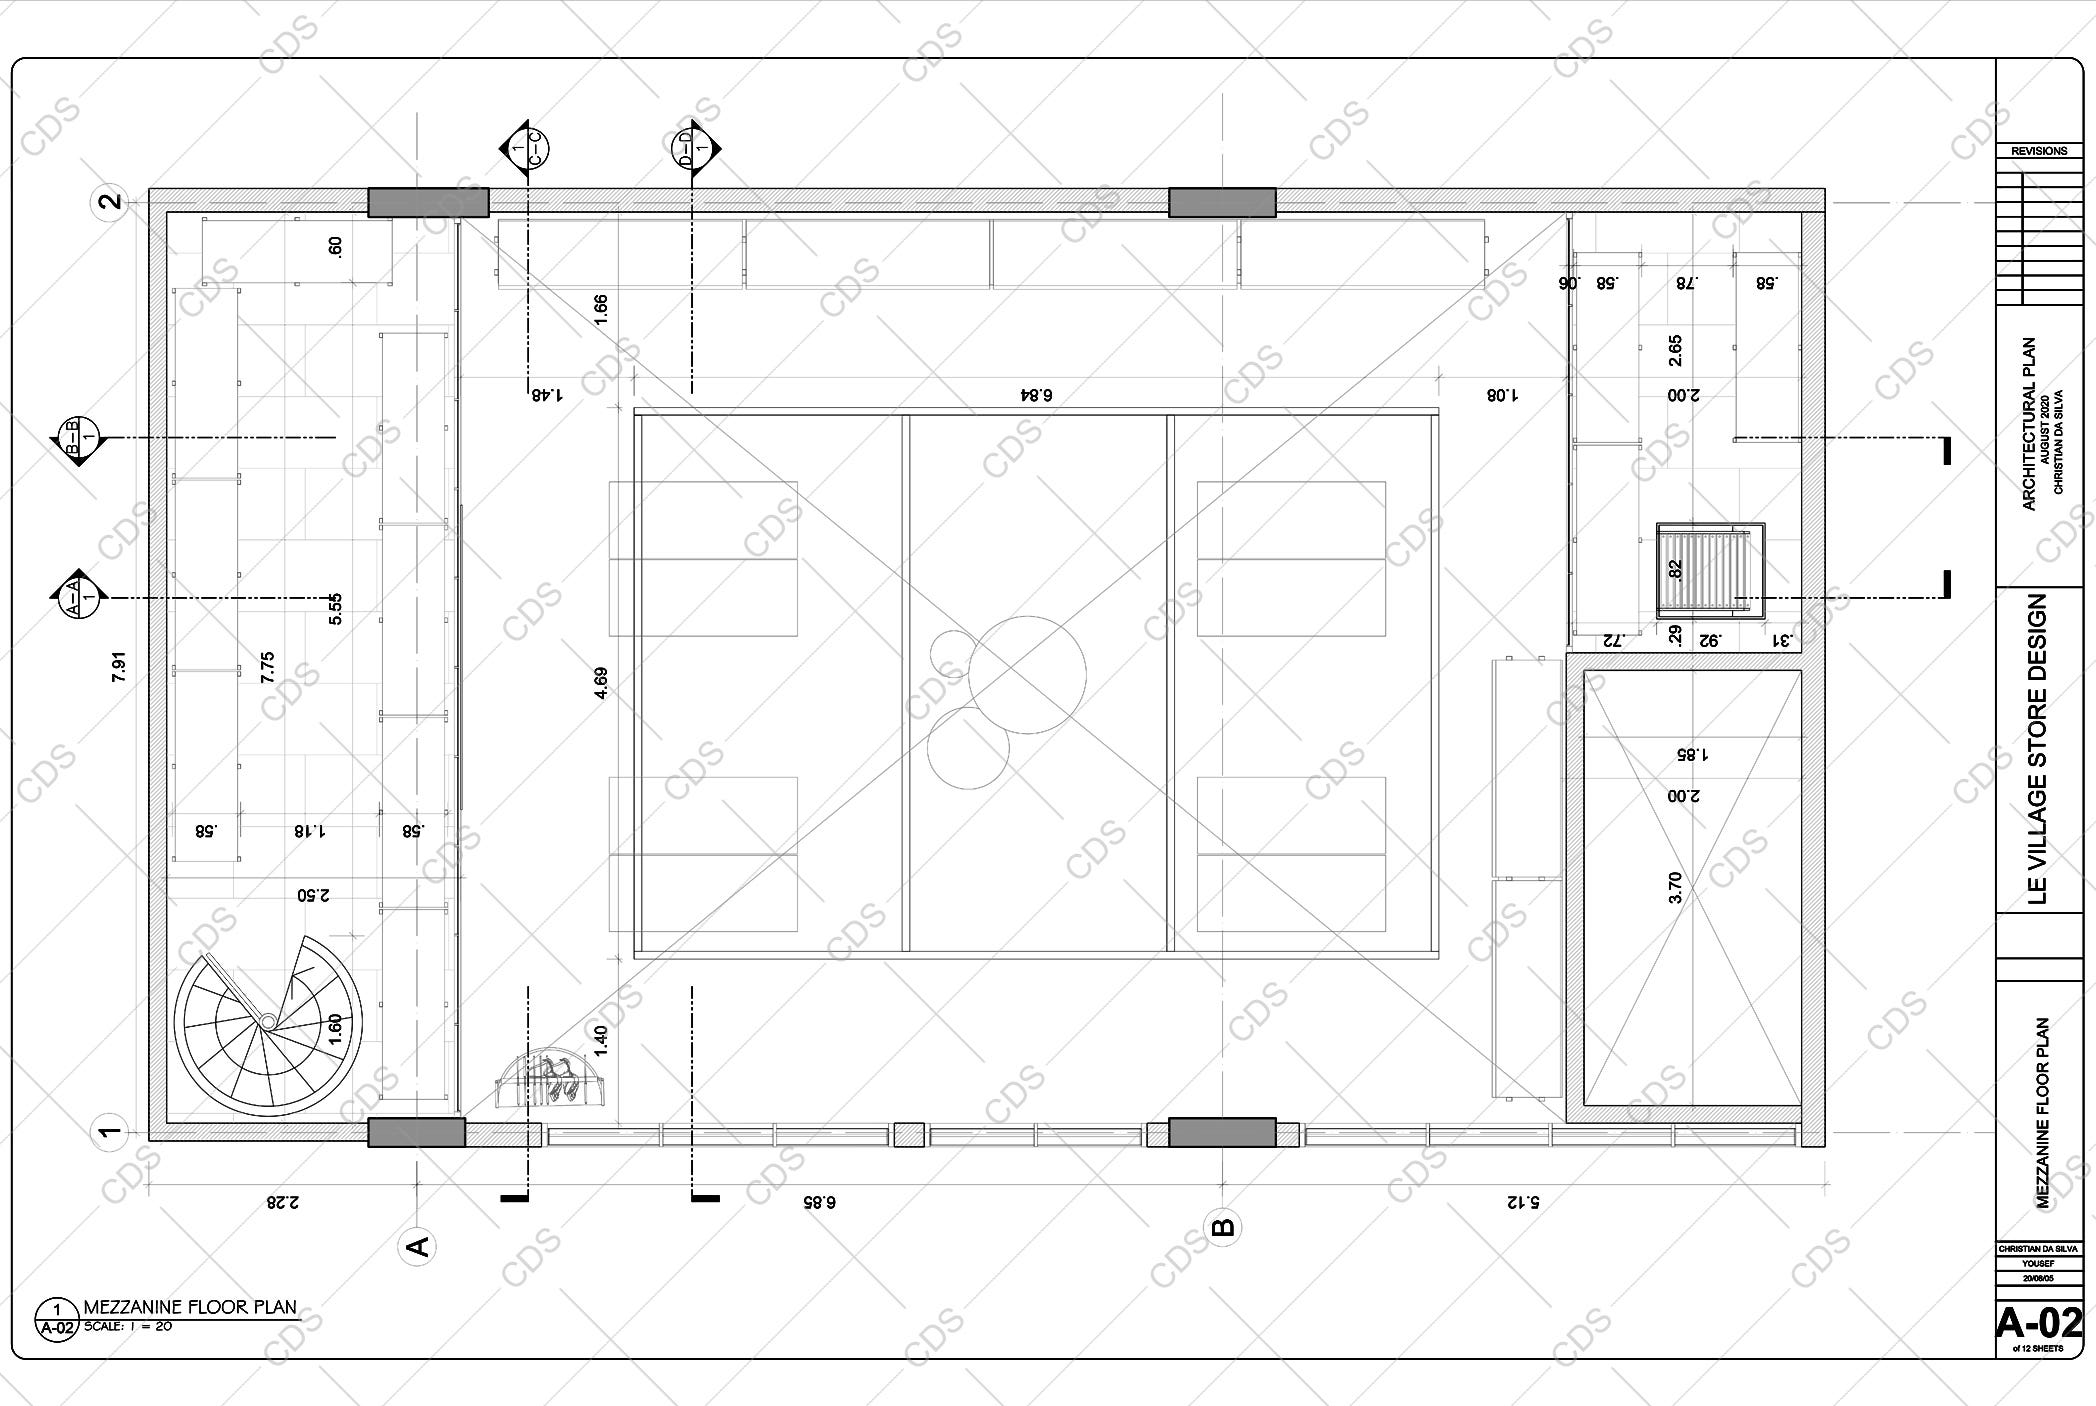 2
1
C-C
D-D
1
.60
1.66
1.48
6.84
1.08
.06
.58
.78
.58
2.65
2.00
B-B
1
A-A
1
7.91
7.75
5.55
4.69
.82
.72
.29
.92
.31
.58
1.18
.58
2.50
1.85
2.00
3.70
1.60
1.40
1
2.28
6.85
5.12
A
B
1
A-02
MEZZANINE FLOOR PLAN
SCALE: 1 = 20
REVISIONS
ARCHITECTURAL PLAN
AUGUST 2020
CHRISTIAN DA SILVA
LE VILLAGE STORE DESIGN
MEZZANINE FLOOR PLAN
CHRISTIAN DA SILVA
YOUSEF
20/08/05
A-02
of 12 SHEETS
CDS